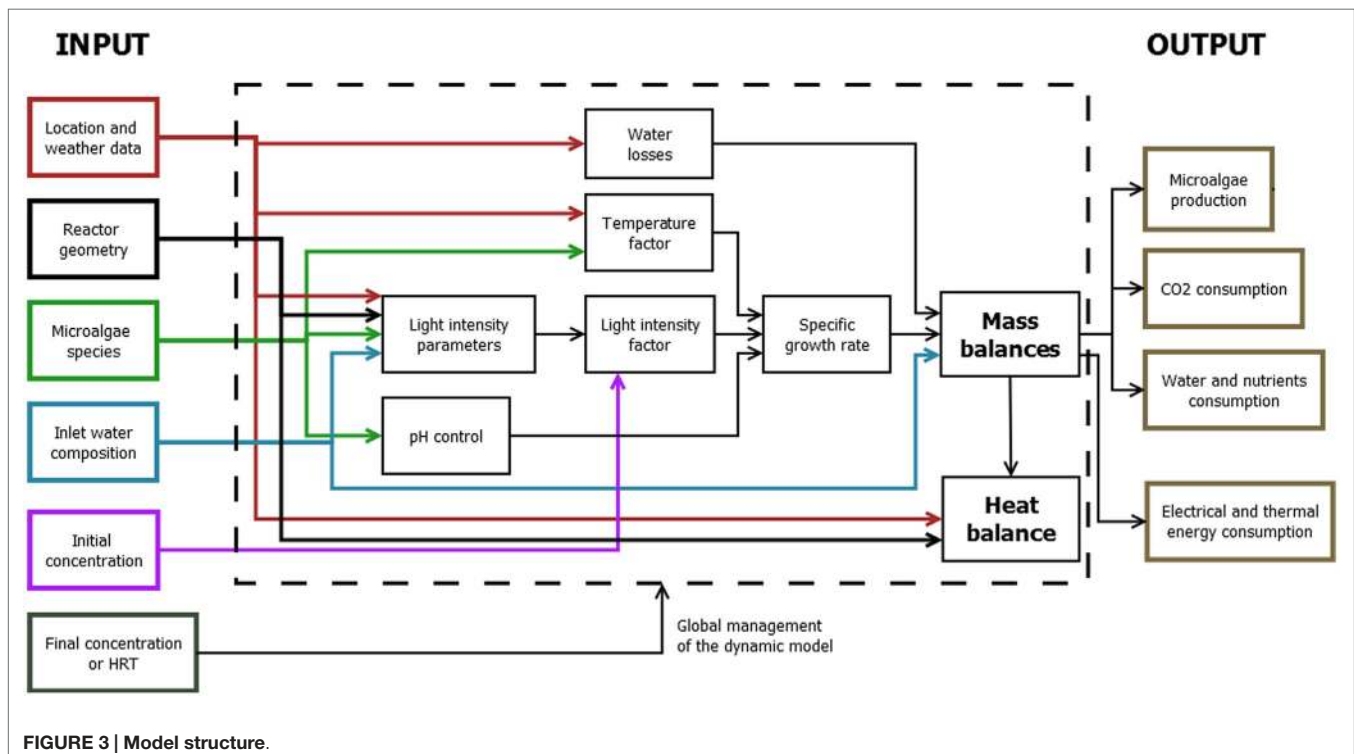 INPUT
OUTPUT
Location and
weather data
Reactor
geometry
Microalgae
species
Inlet water
composition
Initial
concentration
Final concentration
or HRT
Water
losses
Temperature
factor
Light intensity
parameters
Light intensity
factor
Specific
growth rate
pH control
Mass
balances
Heat
balance
Global management
of the dynamic model
Microalgae
production
CO2 consumption
Water and nutrients
consumption
Electrical and thermal
energy consumption
FIGURE 3 | Model structure.